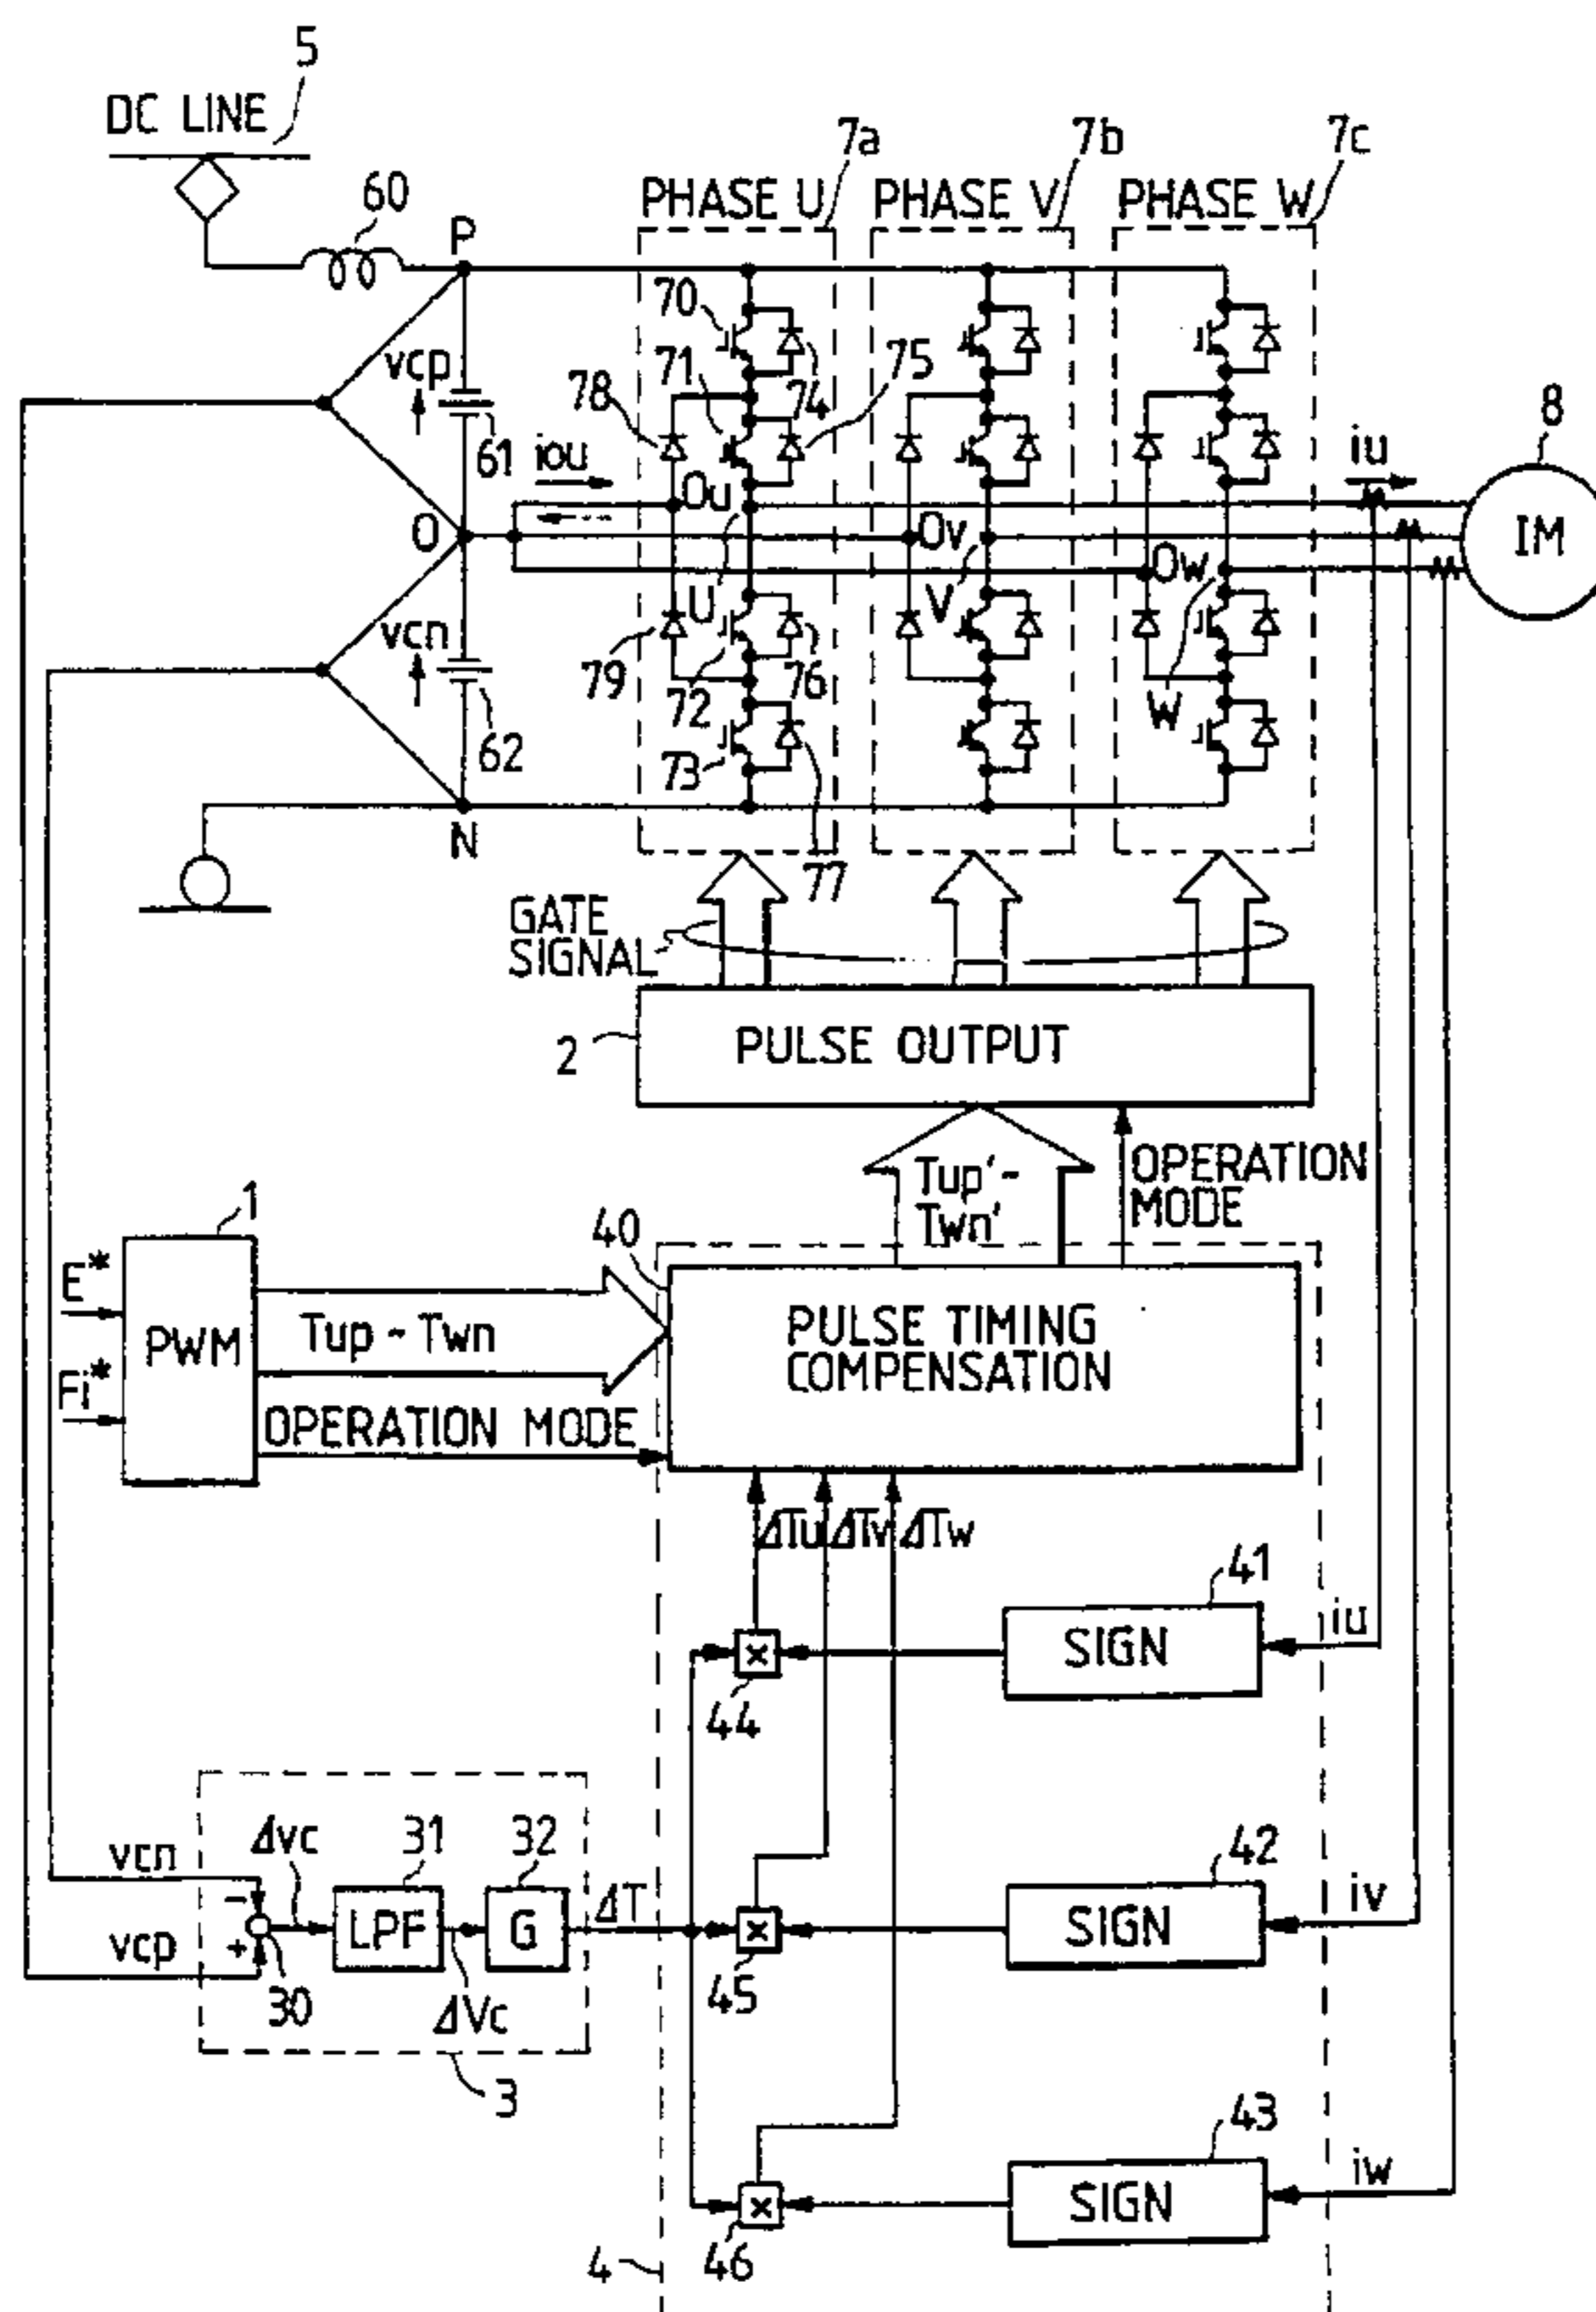 5
DC LINE
7a
7b
7c
PHASE U
PHASE V
PHASE W
60
P
70
vcp
71
74
75
78
8
61
iou
iu
Ou
O
Ov
IM
Ow
U
V
vcn
79
76
72
W
62
73
N
77
GATE
SIGNAL
2
PULSE OUTPUT
Tup' -
Twn'
OPERATION
MODE
1
40
E*
PWM
Tup - Twn
PULSE TIMING
COMPENSATION
Fi*
OPERATION MODE
ΔTu ΔTv ΔTw
41
SIGN
iu
×
44
Δvc
31
32
42
vcn
-
LPF
G
ΔT
×
SIGN
iv
vcp
+
30
45
ΔVc
3
43
×
SIGN
iw
4
46